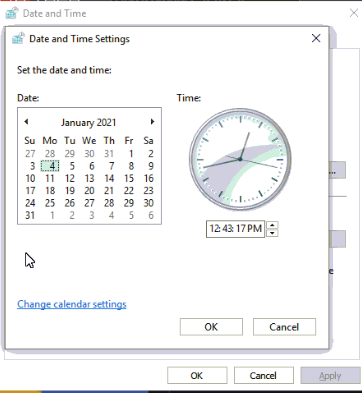 Date and Time
Date and Time Settings
Set the date and time:
Date:
Time:
January 2021
Su Mo Tu We Th Fr Sa
27 28 29 30 31 1 2
3 4 5 6 7 8 9
10 11 12 13 14 15 16
17 18 19 20 21 22 23
24 25 26 27 28 29 30
31 1 2 3 4 5 6
12:43:17 PM
...
e
Change calendar settings
OK Cancel
OK Cancel Apply